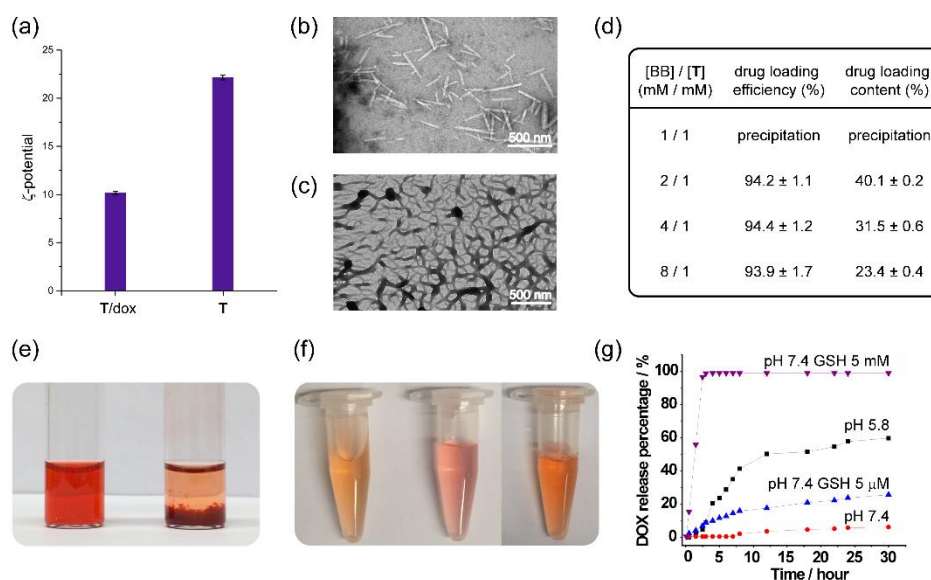 (a)
ζ-potential
25
20
15
10
5
0
T/dox
T
(b)
500 nm
(c)
500 nm
(d)
[BB] / [T] drug loading drug loading
(mM / mM) efficiency (%) content (%)
1 / 1 precipitation precipitation
2 / 1 94.2 ± 1.1 40.1 ± 0.2
4 / 1 94.4 ± 1.2 31.5 ± 0.6
8 / 1 93.9 ± 1.7 23.4 ± 0.4
(e)
(f)
(g)
DOX release percentage / %
100
80
60
40
20
0
pH 7.4 GSH 5 mM
pH 5.8
pH 7.4 GSH 5 μM
pH 7.4
0 5 10 15 20 25 30
Time / hour